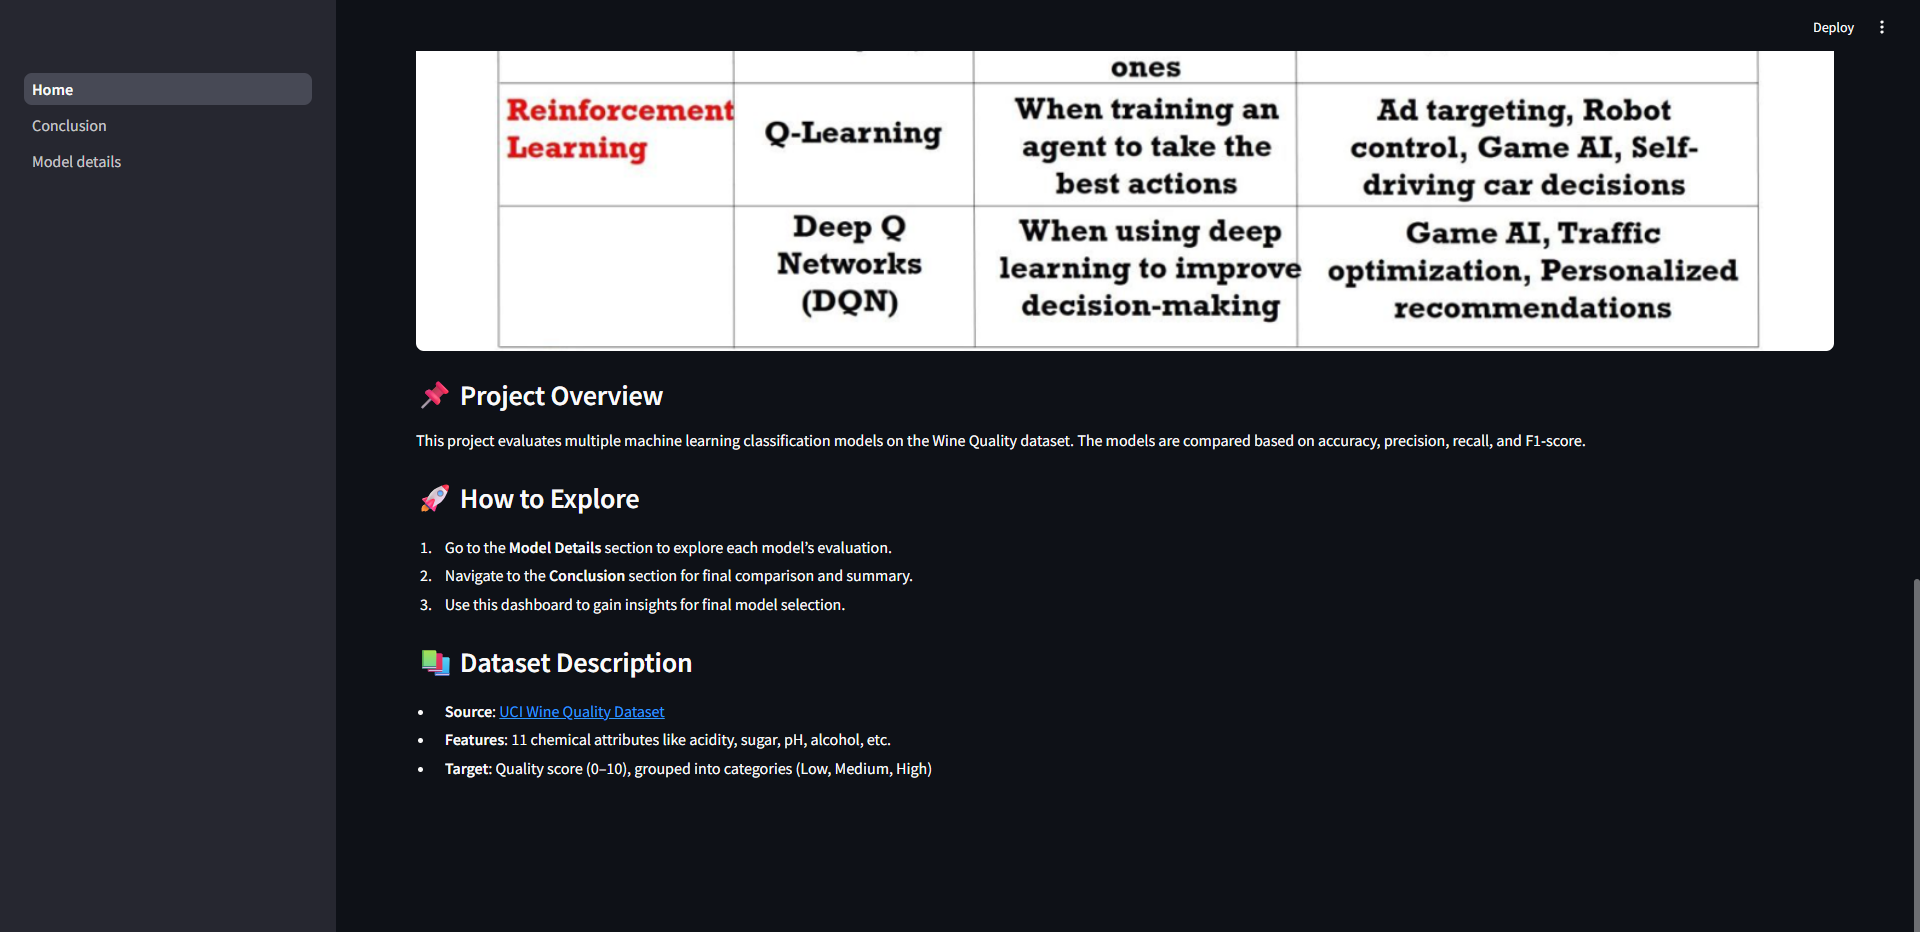 Deploy
Home
Conclusion
Model details
ones
Reinforcement
Learning
Q-Learning
When training an
agent to take the
best actions
Ad targeting, Robot
control, Game AI, Self-
driving car decisions
Deep Q
Networks
(DQN)
When using deep
learning to improve
decision-making
Game AI, Traffic
optimization, Personalized
recommendations
📌 Project Overview
This project evaluates multiple machine learning classification models on the Wine Quality dataset. The models are compared based on accuracy, precision, recall, and F1-score.
🚀 How to Explore
1. Go to the Model Details section to explore each model’s evaluation.
2. Navigate to the Conclusion section for final comparison and summary.
3. Use this dashboard to gain insights for final model selection.
📚 Dataset Description
• Source: UCI Wine Quality Dataset
• Features: 11 chemical attributes like acidity, sugar, pH, alcohol, etc.
• Target: Quality score (0–10), grouped into categories (Low, Medium, High)